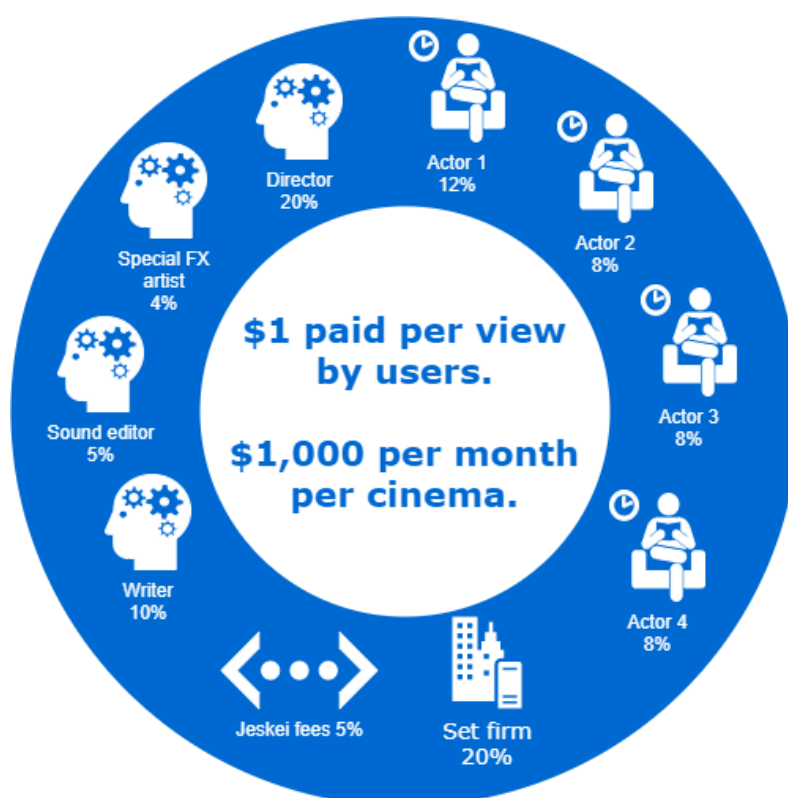 Actor 1
12%
Actor 2
8%
Actor 3
8%
Actor 4
8%
Set firm
20%
Jeskei fees 5%
Writer
10%
Sound editor
5%
Special FX
artist
4%
Director
20%
$1 paid per view
by users.
$1,000 per month
per cinema.